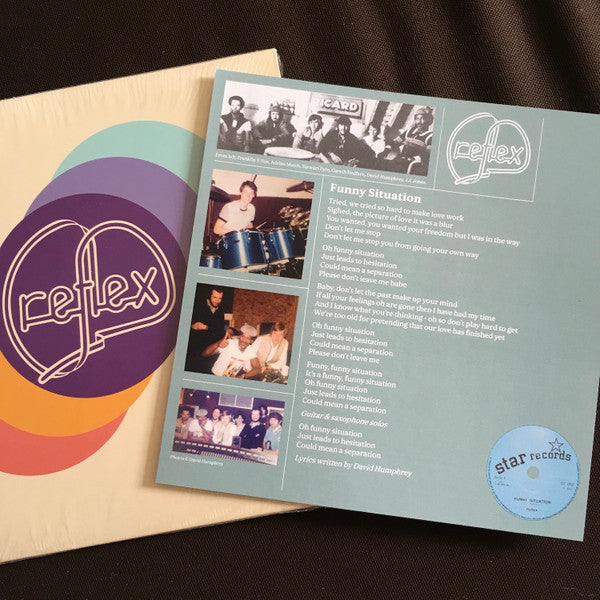 reflex
ICARD
From left: Franklin T. Fox, Adrian Marsh, Stewart Pyin, Gareth Redfarn, David Humphrey, J.J. Jones.
reflex
Funny Situation
Tried, we tried so hard to make love work
Sighed, the picture of love it was a blur
You wanted, you wanted your freedom but I was in the way
Don't let me stop
Don't let me stop you from going your own way
Oh funny situation
Just leads to hesitation
Could mean a separation
Please don't leave me babe
Baby, don't let the past make up your mind
If all your feelings oh are gone then I have had my time
And I know what you're thinking - oh so don't play hard to get
We're too old for pretending that our love has finished yet
Oh funny situation
Just leads to hesitation
Could mean a separation
Please don't leave me
Funny, funny situation
It's a funny, funny situation
Oh funny situation
Just leads to hesitation
Could mean a separation
Guitar & saxophone solos
Oh funny situation
Just leads to hesitation
Could mean a separation
Lyrics written by David Humphrey
Photos © David Humphrey
star records
FUNNY SITUATION
reflex